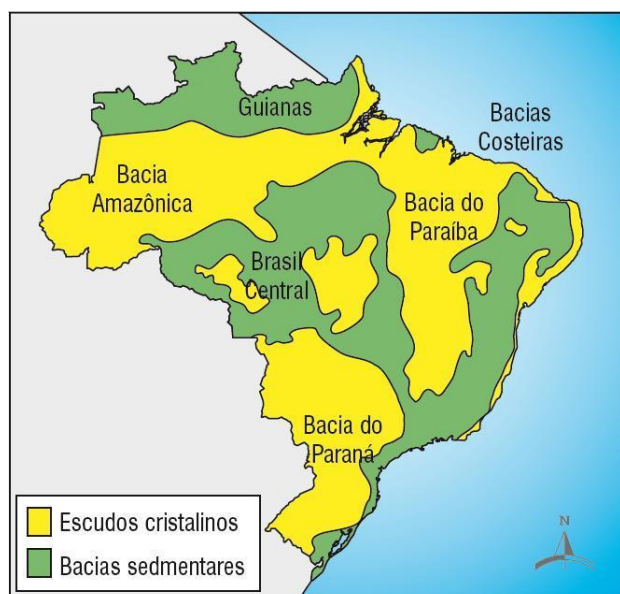 Guianas
Bacias
Costeiras
Bacia
Amazônica
Bacia do
Paraíba
Brasil
Central
Bacia do
Paraná
Escudos cristalinos
Bacias sedmentares
N